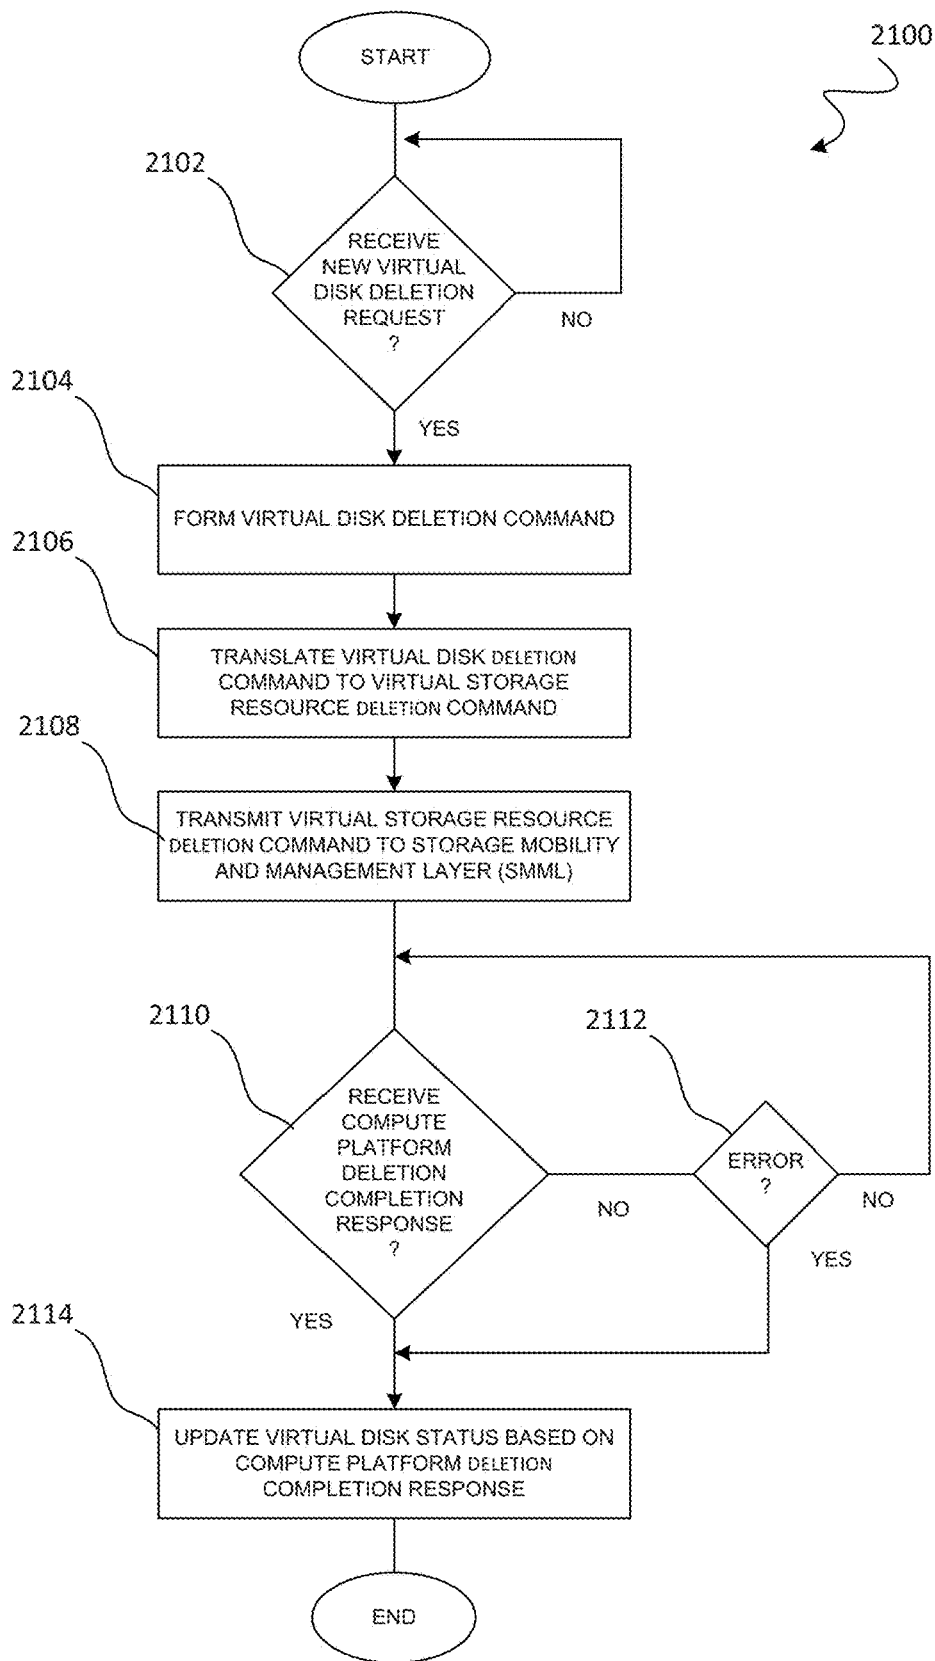 START
2100
2102
RECEIVE
NEW VIRTUAL
DISK DELETION
REQUEST
?
NO
2104
YES
FORM VIRTUAL DISK DELETION COMMAND
2106
TRANSLATE VIRTUAL DISK DELETION
COMMAND TO VIRTUAL STORAGE
RESOURCE DELETION COMMAND
2108
TRANSMIT VIRTUAL STORAGE RESOURCE
DELETION COMMAND TO STORAGE MOBILITY
AND MANAGEMENT LAYER (SMML)
2110
RECEIVE
COMPUTE
PLATFORM
DELETION
COMPLETION
RESPONSE
?
NO
2112
ERROR
?
NO
YES
YES
2114
UPDATE VIRTUAL DISK STATUS BASED ON
COMPUTE PLATFORM DELETION
COMPLETION RESPONSE
END